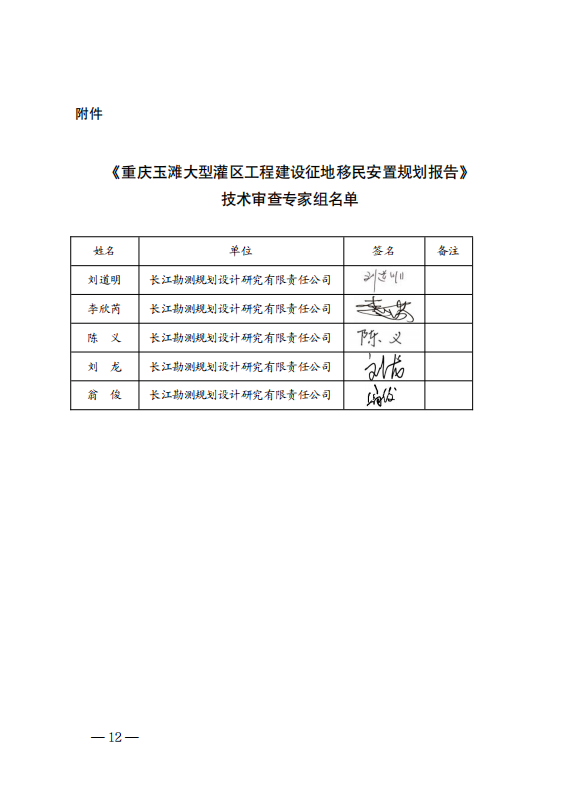 附件
《重庆玉滩大型灌区工程建设征地移民安置规划报告》
技术审查专家组名单
姓名 单位 签名 备注
刘道明 长江勘测规划设计研究有限责任公司
李欣芮 长江勘测规划设计研究有限责任公司
陈 义 长江勘测规划设计研究有限责任公司 陈义
刘 龙 长江勘测规划设计研究有限责任公司 刘龙
翁 俊 长江勘测规划设计研究有限责任公司 翁俊
— 12 —